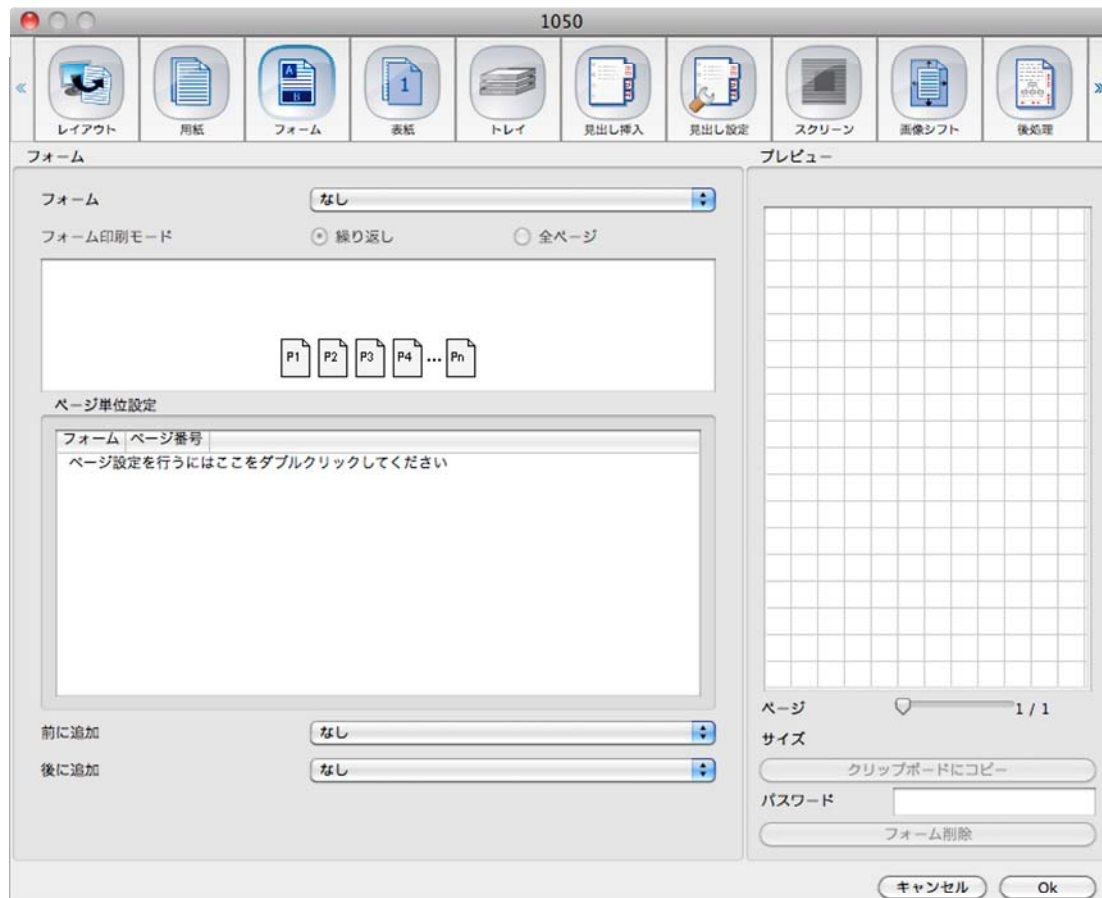 1050
«
»
レイアウト
用紙
フォーム
表紙
トレイ
見出し挿入
見出し設定
スクリーン
画像シフト
後処理
フォーム
フォーム
なし
フォーム印刷モード
繰り返し
全ページ
P1 P2 P3 P4 ... Pn
ページ単位設定
フォーム ページ番号
ページ設定を行うにはここをダブルクリックしてください
前に追加
なし
後に追加
なし
プレビュー
ページ
1 / 1
サイズ
クリップボードにコピー
パスワード
フォーム削除
キャンセル
Ok